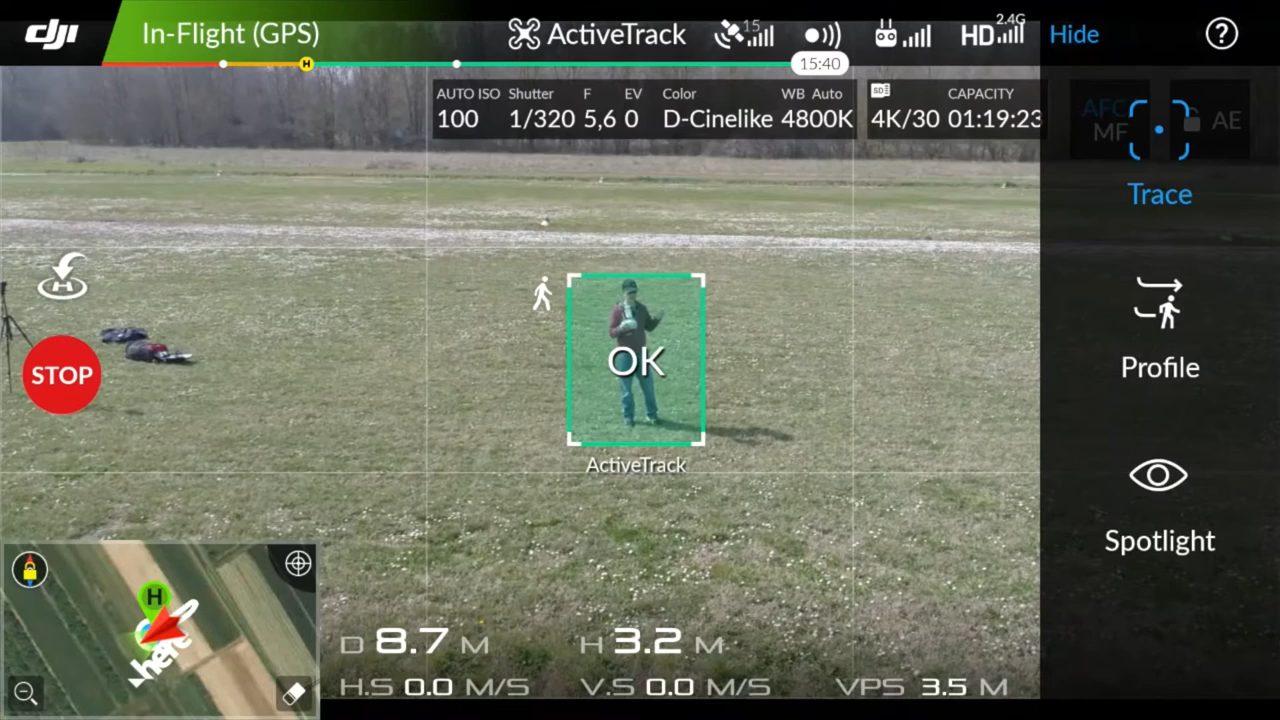 dji In-Flight (GPS) ActiveTrack 15 HD 2.4G Hide ?
H 15:40
AUTO ISO Shutter F EV Color WB Auto SD CAPACITY
100 1/320 5,6 0 D-Cinelike 4800K 4K/30 01:19:23
AFC
MF
AE
Trace
H
STOP
OK
ActiveTrack
Profile
Spotlight
H
here
D 8.7 M H 3.2 M
H.S 0.0 M/S V.S 0.0 M/S VPS 3.5 M